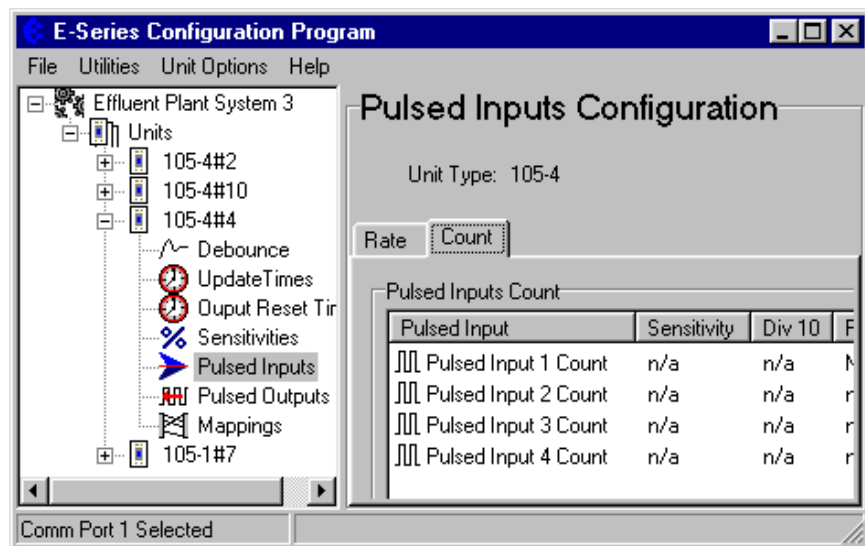 E-Series Configuration Program
File Utilities Unit Options Help
Effluent Plant System 3
Units
105-4#2
105-4#10
105-4#4
Debounce
UpdateTimes
Ouput Reset Tir
Sensitivities
Pulsed Inputs
Pulsed Outputs
Mappings
105-1#7
Pulsed Inputs Configuration
Unit Type: 105-4
Rate Count
Pulsed Inputs Count
Pulsed Input Sensitivity Div 10
Pulsed Input 1 Count n/a n/a
Pulsed Input 2 Count n/a n/a
Pulsed Input 3 Count n/a n/a
Pulsed Input 4 Count n/a n/a
Comm Port 1 Selected